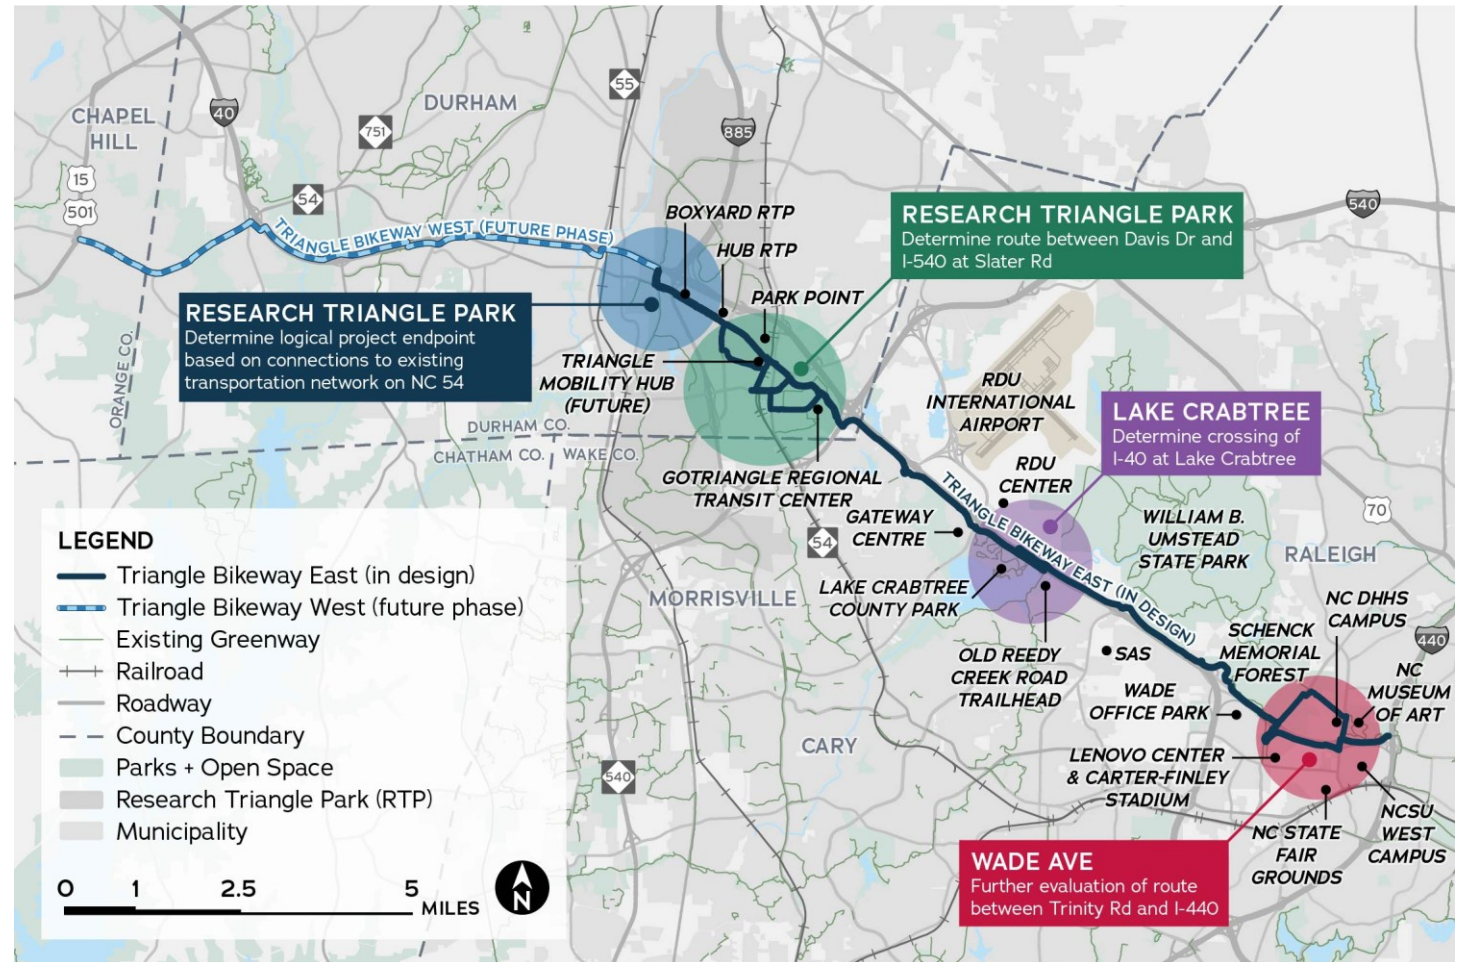 CHAPEL
HILL
15
501
40
54
751
DURHAM
55
885
540
TRIANGLE BIKEWAY WEST (FUTURE PHASE)
BOXYARD RTP
HUB RTP
PARK POINT
RESEARCH TRIANGLE PARK
Determine route between Davis Dr and
I-540 at Slater Rd
RESEARCH TRIANGLE PARK
Determine logical project endpoint
based on connections to existing
transportation network on NC 54
TRIANGLE
MOBILITY HUB
(FUTURE)
ORANGE CO.
DURHAM CO.
DURHAM CO.
CHATHAM CO.
WAKE CO.
GOTRIANGLE REGIONAL
TRANSIT CENTER
RDU
INTERNATIONAL
AIRPORT
LAKE CRABTREE
Determine crossing of
I-40 at Lake Crabtree
RDU
CENTER
GATEWAY
CENTRE
54
TRIANGLE BIKEWAY EAST (IN DESIGN)
WILLIAM B.
UMSTEAD
STATE PARK
70
RALEIGH
MORRISVILLE
LAKE CRABTREE
COUNTY PARK
OLD REEDY
CREEK ROAD
TRAILHEAD
SAS
SCHENCK
MEMORIAL
FOREST
NC DHHS
CAMPUS
440
NC
MUSEUM
OF ART
WADE
OFFICE PARK
CARY
540
LENOVO CENTER
& CARTER-FINLEY
STADIUM
NC STATE
FAIR
GROUNDS
NCSU
WEST
CAMPUS
WADE AVE
Further evaluation of route
between Trinity Rd and I-440
LEGEND
Triangle Bikeway East (in design)
Triangle Bikeway West (future phase)
Existing Greenway
Railroad
Roadway
County Boundary
Parks + Open Space
Research Triangle Park (RTP)
Municipality
0 1 2.5 5
MILES
N